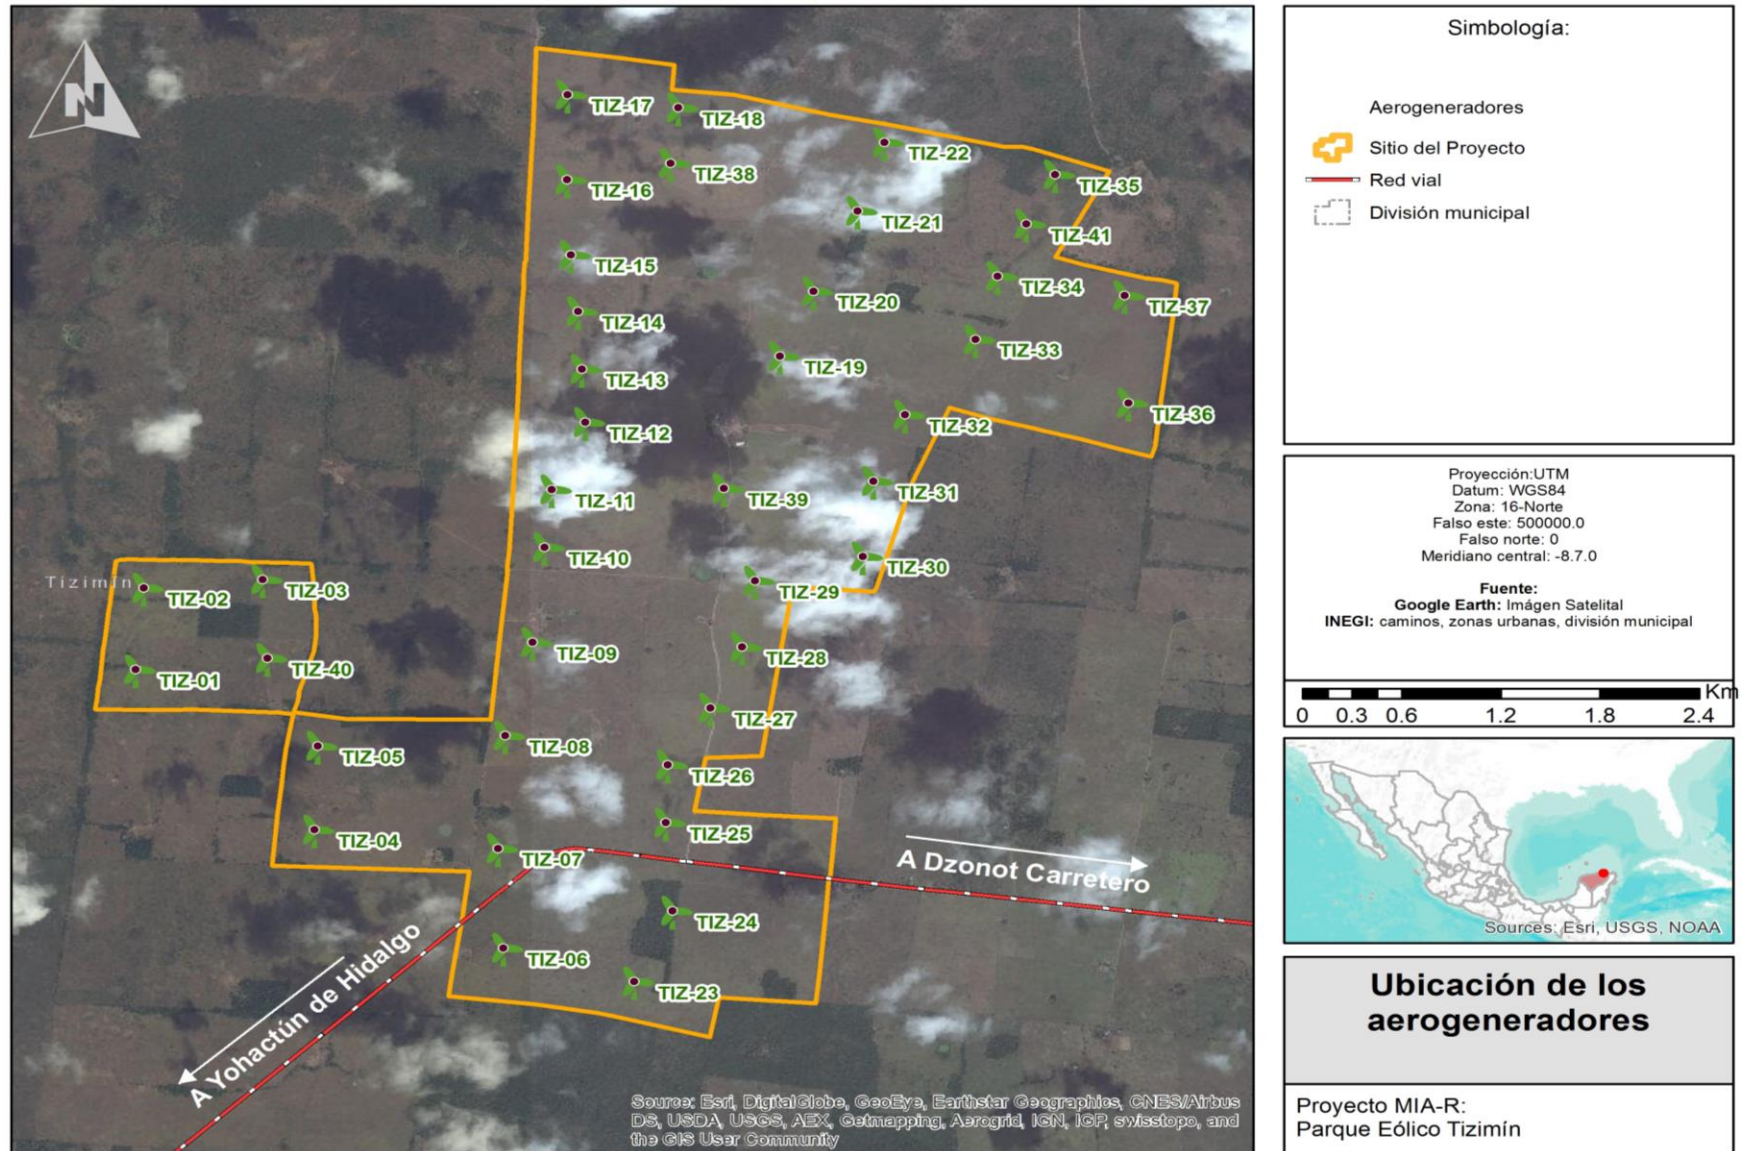 N
TIZ-17
TIZ-18
TIZ-22
TIZ-38
TIZ-16
TIZ-35
TIZ-21
TIZ-41
TIZ-15
TIZ-34
TIZ-20
TIZ-37
TIZ-14
TIZ-33
TIZ-19
TIZ-13
TIZ-36
TIZ-32
TIZ-12
TIZ-31
TIZ-39
TIZ-11
TIZ-10
TIZ-30
Tizimín
TIZ-03
TIZ-29
TIZ-02
TIZ-09
TIZ-28
TIZ-40
TIZ-01
TIZ-27
TIZ-08
TIZ-05
TIZ-26
TIZ-25
TIZ-04
TIZ-07
A Dzonot Carretero
TIZ-24
TIZ-06
TIZ-23
A Yohactún de Hidalgo
Source: Esri, DigitalGlobe, GeoEye, Earthstar Geographics, CNES/Airbus
DS, USDA, USGS, AEX, Getmapping, Aerogrid, IGN, IGP, swisstopo, and
the GIS User Community
Simbología:
Aerogeneradores
Sitio del Proyecto
Red vial
División municipal
Proyección:UTM
Datum: WGS84
Zona: 16-Norte
Falso este: 500000.0
Falso norte: 0
Meridiano central: -8.7.0
Fuente:
Google Earth: Imágen Satelital
INEGI: caminos, zonas urbanas, división municipal
Km
0 0.3 0.6 1.2 1.8 2.4
Sources: Esri, USGS, NOAA
Ubicación de los
aerogeneradores
Proyecto MIA-R:
Parque Eólico Tizimín